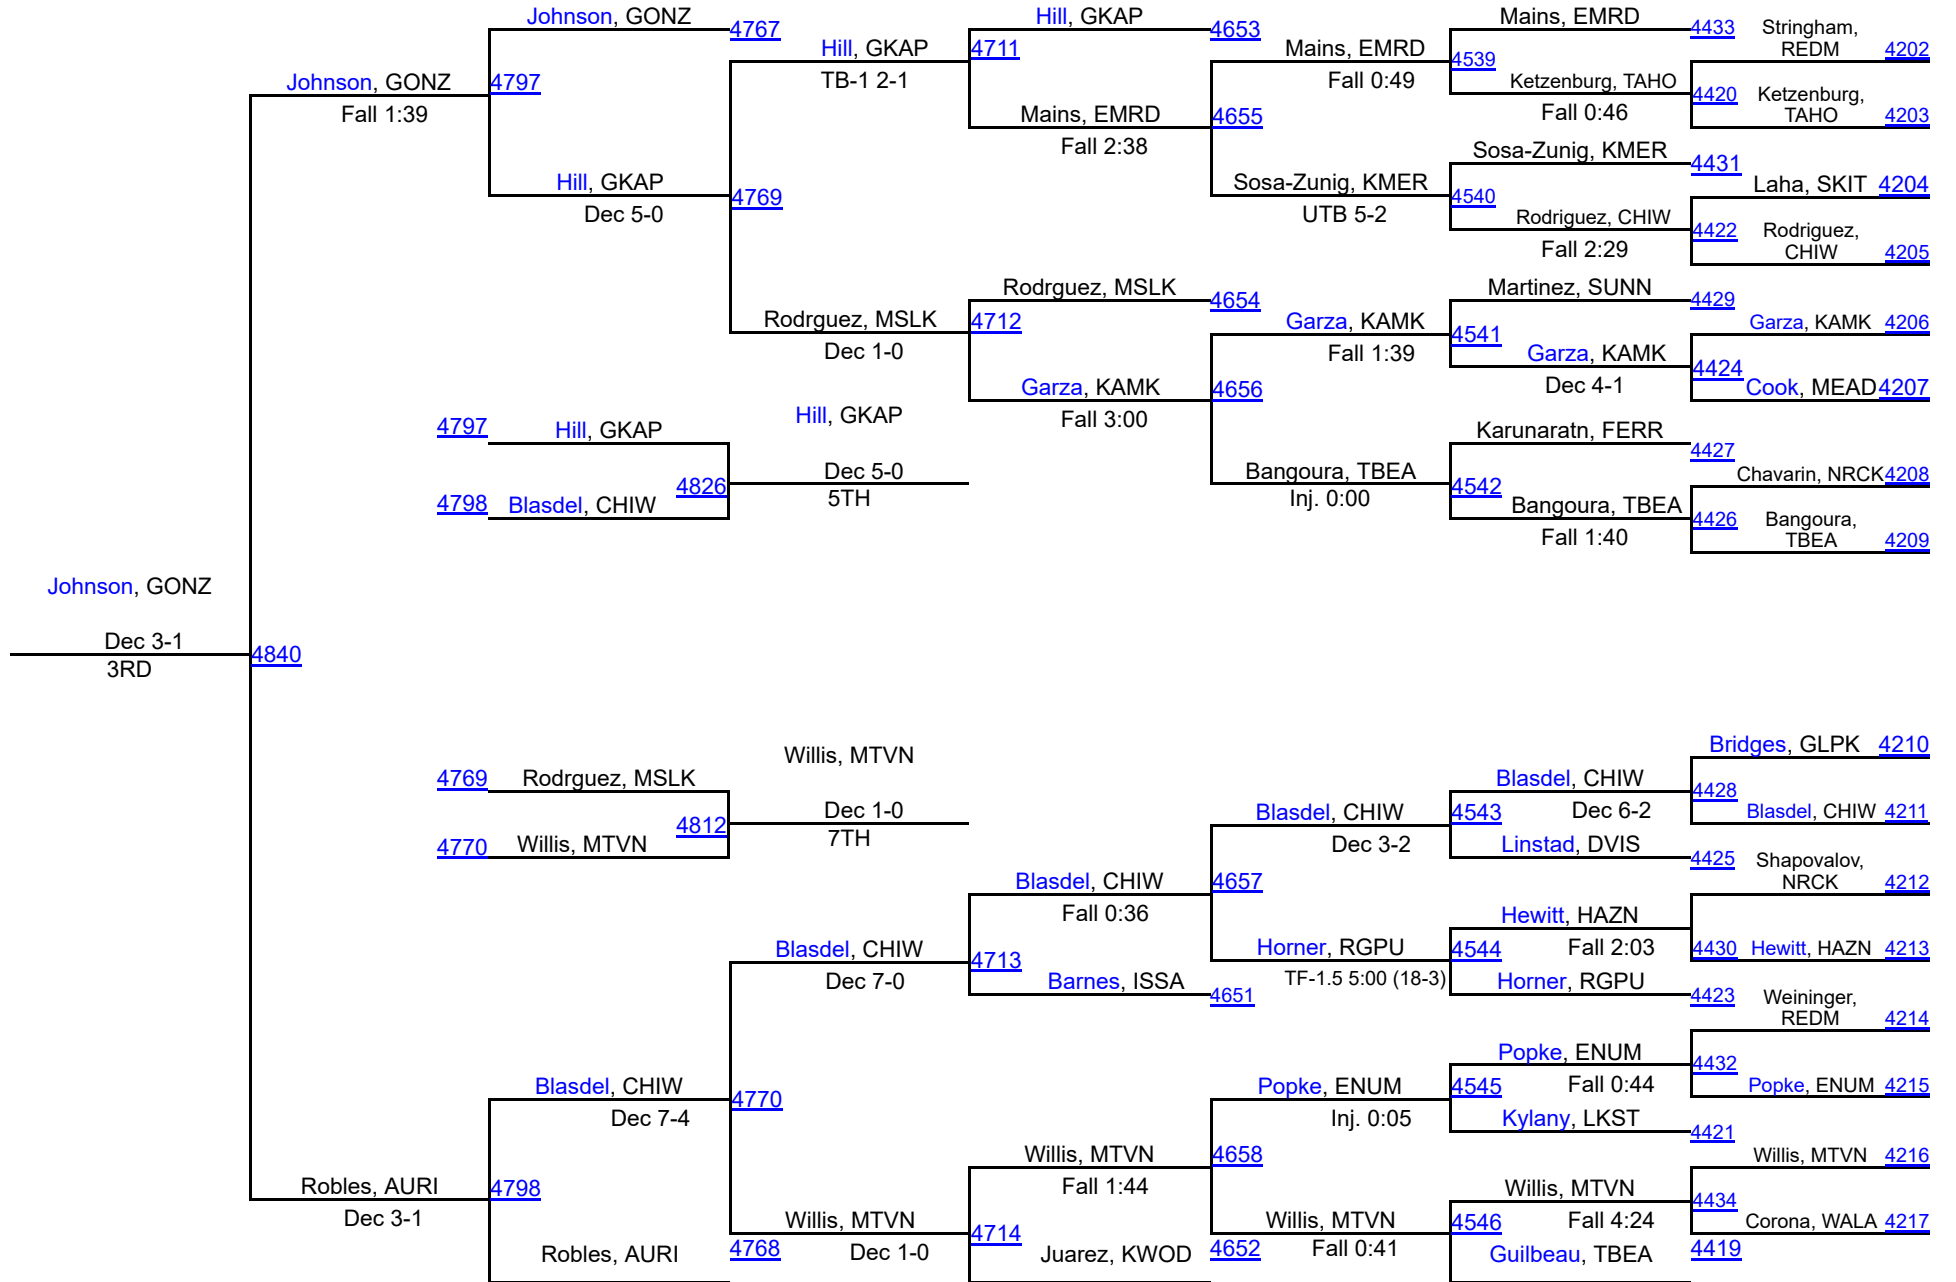 Johnson, GONZ
4767
Hill, GKAP
4653
Mains, EMRD
4433
Stringham,
REDM
4202
Hill, GKAP
TB-1 2-1
4711
Mains, EMRD
Fall 0:49
4539
Ketzenburg, TAHO
Fall 0:46
4420
Ketzenburg,
TAHO
4203
Johnson, GONZ
Fall 1:39
4797
Mains, EMRD
Fall 2:38
4655
Sosa-Zunig, KMER
4431
Laha, SKIT 4204
Hill, GKAP
Dec 5-0
4769
Sosa-Zunig, KMER
UTB 5-2
4540
Rodriguez, CHIW
Fall 2:29
4422
Rodriguez,
CHIW
4205
Rodrguez, MSLK
4654
Martinez, SUNN
4429
Rodrguez, MSLK
Dec 1-0
4712
Garza, KAMK
Fall 1:39
4541
Garza, KAMK 4206
Garza, KAMK
Dec 4-1
4424
Cook, MEAD 4207
Garza, KAMK
Fall 3:00
4656
Hill, GKAP
4797
Hill, GKAP
Karunaratn, FERR
4427
Dec 5-0
5TH
4826
Bangoura, TBEA
Inj. 0:00
4542
Chavarin, NRCK 4208
4798
Blasdel, CHIW
Bangoura, TBEA
Fall 1:40
4426
Bangoura,
TBEA
4209
Johnson, GONZ
Dec 3-1
3RD
4840
Willis, MTVN
Bridges, GLPK 4210
4769
Rodrguez, MSLK
Blasdel, CHIW
Dec 6-2
4428
Dec 1-0
7TH
4812
Blasdel, CHIW
Dec 3-2
4543
Blasdel, CHIW 4211
4770
Willis, MTVN
Linstad, DVIS
4425
Shapovalov,
NRCK
4212
Blasdel, CHIW
Fall 0:36
4657
Hewitt, HAZN
Fall 2:03
4430
Hewitt, HAZN 4213
Blasdel, CHIW
Dec 7-0
4713
Horner, RGPU
TF-1.5 5:00 (18-3)
4544
Barnes, ISSA
4651
Horner, RGPU
4423
Weininger,
REDM
4214
Popke, ENUM
Fall 0:44
4432
Blasdel, CHIW
Dec 7-4
4770
Popke, ENUM
Inj. 0:05
4545
Popke, ENUM 4215
Kylany, LKST
4421
Willis, MTVN
Fall 1:44
4658
Willis, MTVN 4216
Robles, AURI
Dec 3-1
4798
Willis, MTVN
Fall 4:24
4434
Willis, MTVN
Dec 1-0
4714
Willis, MTVN
Fall 0:41
4546
Corona, WALA 4217
Robles, AURI
4768
Juarez, KWOD
4652
Guilbeau, TBEA
4419